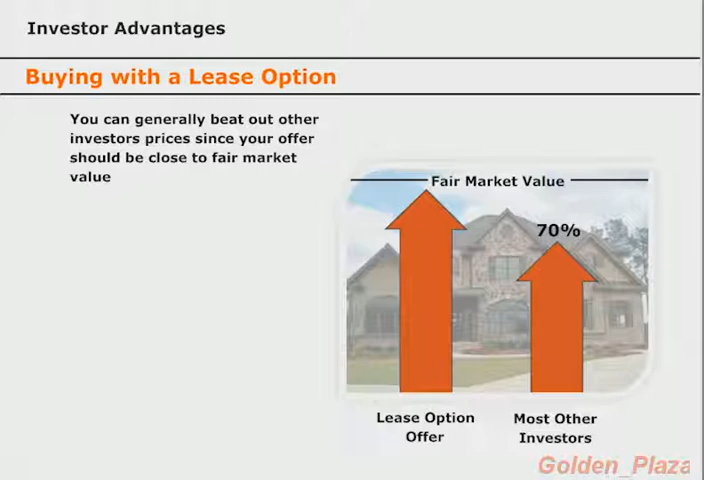 Investor Advantages
Buying with a Lease Option
You can generally beat out other
investors prices since your offer
should be close to fair market
value
Fair Market Value
70%
Lease Option
Offer
Most Other
Investors
Golden_Plaza